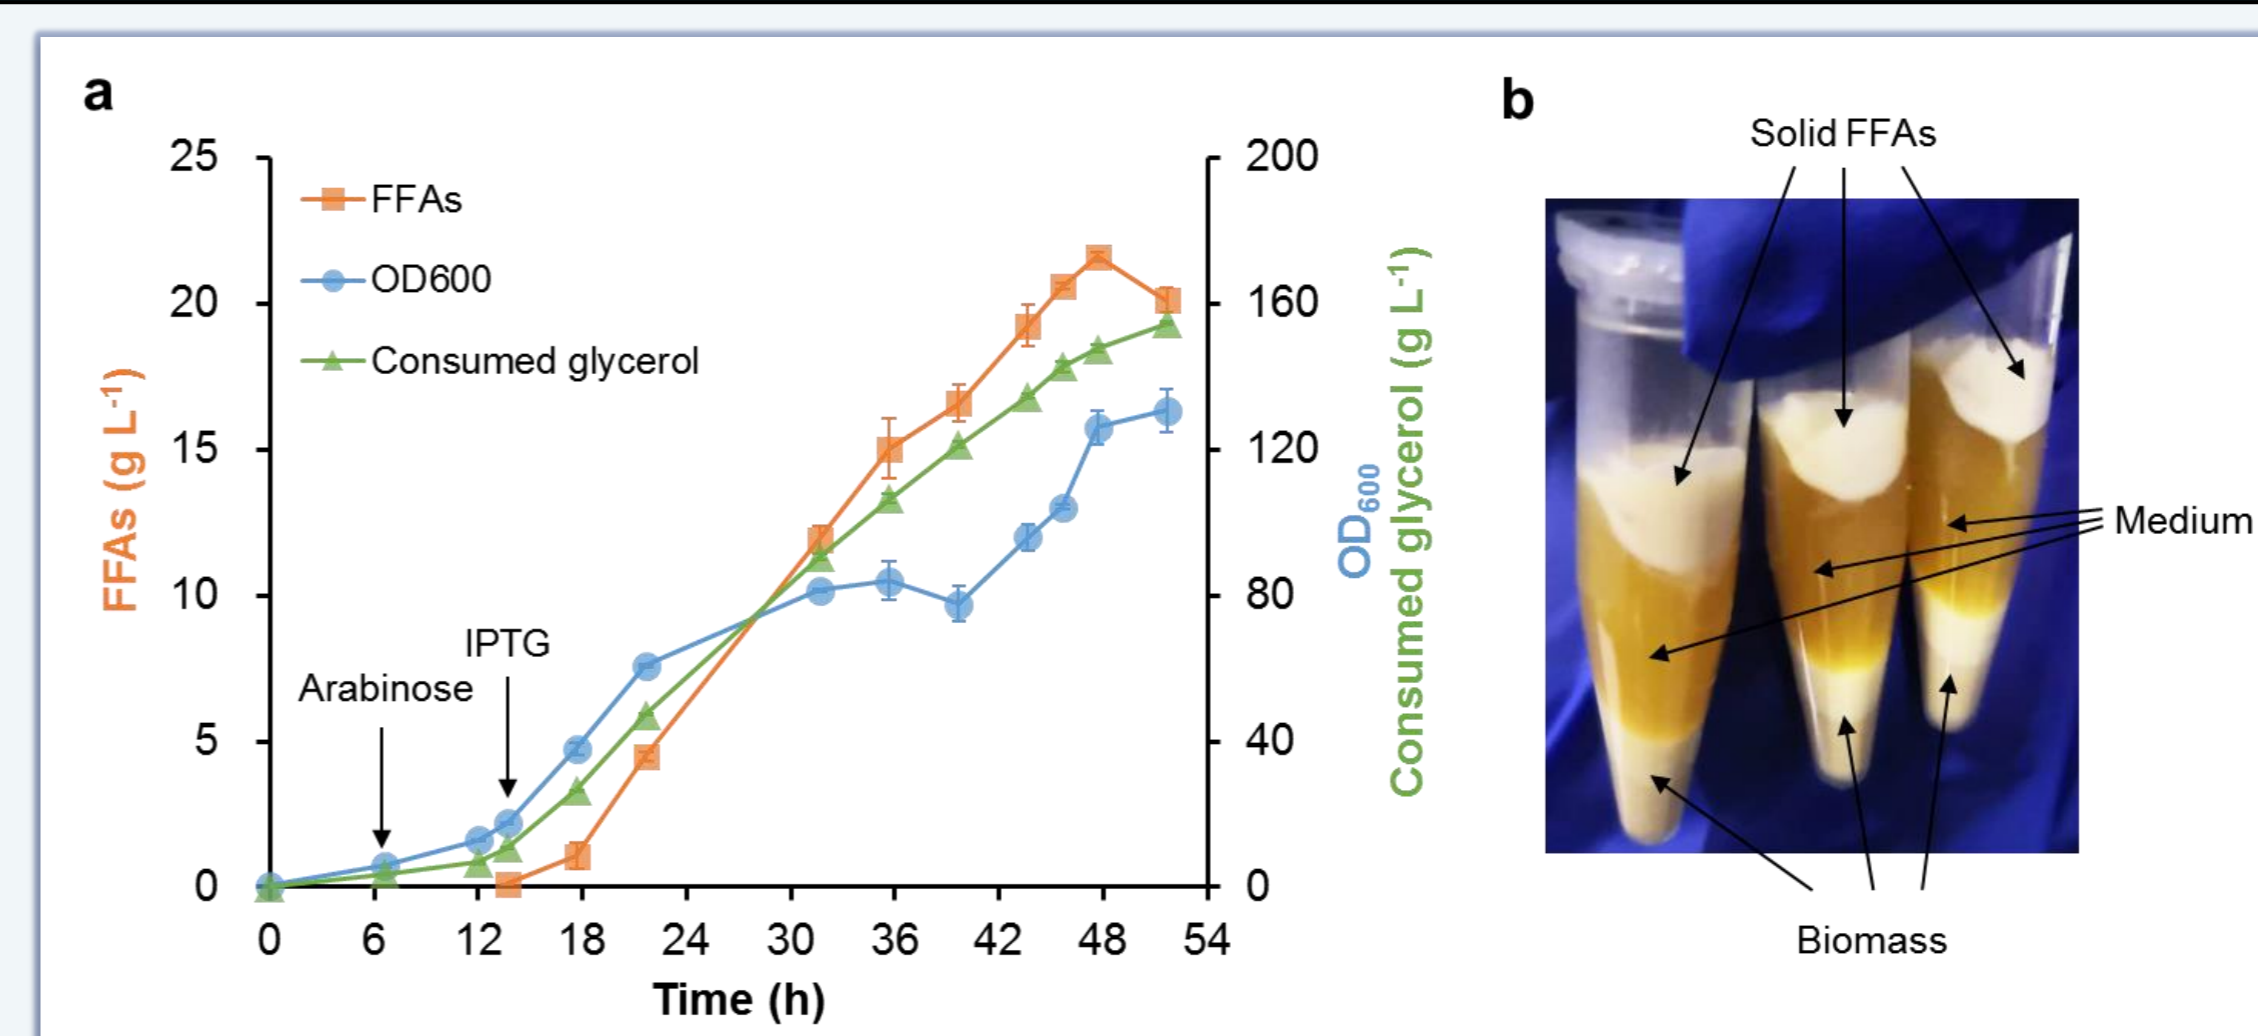 a
25
20
15
10
5
0
FFAs (g L⁻¹)
FFAs
OD600
Consumed glycerol
Arabinose
IPTG
200
160
120
80
40
0
OD₆₀₀
Consumed glycerol (g L⁻¹)
0 6 12 18 24 30 36 42 48 54
Time (h)
b
Solid FFAs
Medium
Biomass